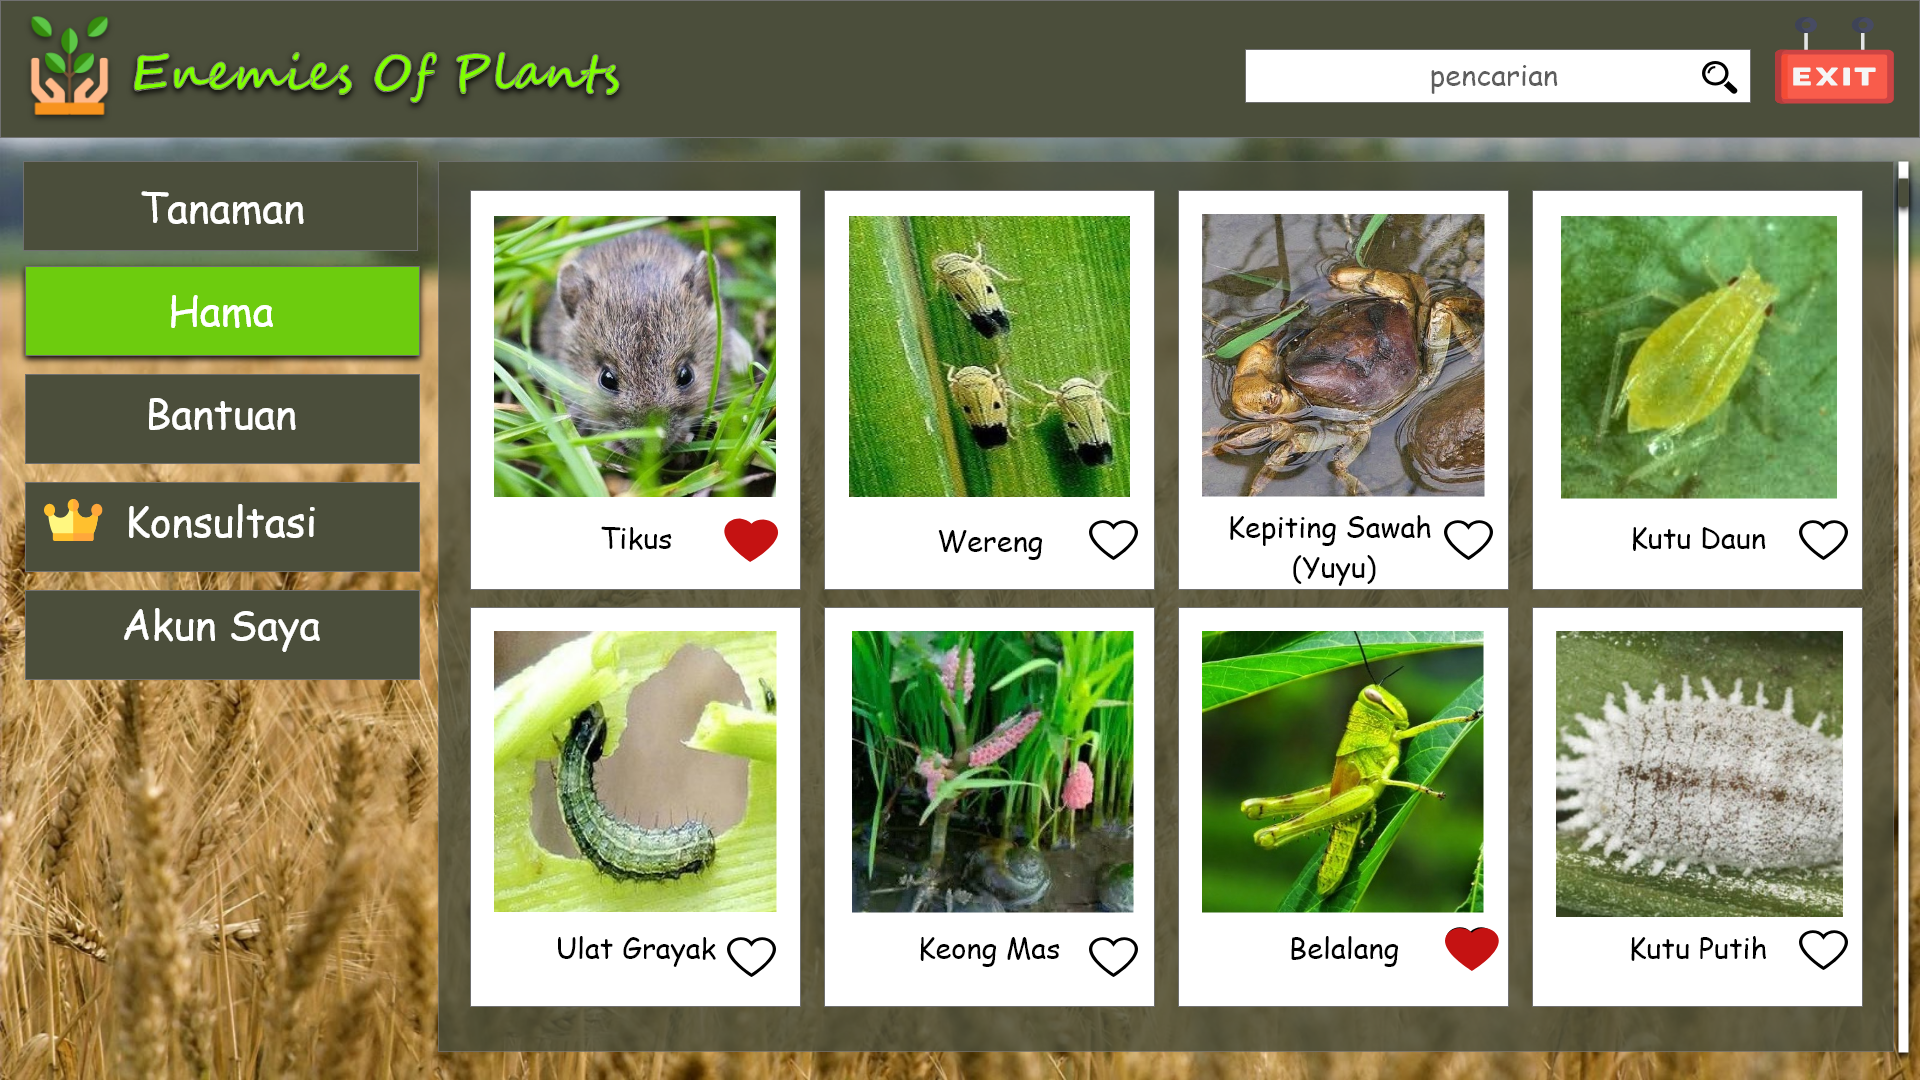 Enemies Of Plants
pencarian
EXIT
Tanaman
Hama
Bantuan
Konsultasi
Akun Saya
Tikus
Wereng
Kepiting Sawah
(Yuyu)
Kutu Daun
Ulat Grayak
Keong Mas
Belalang
Kutu Putih